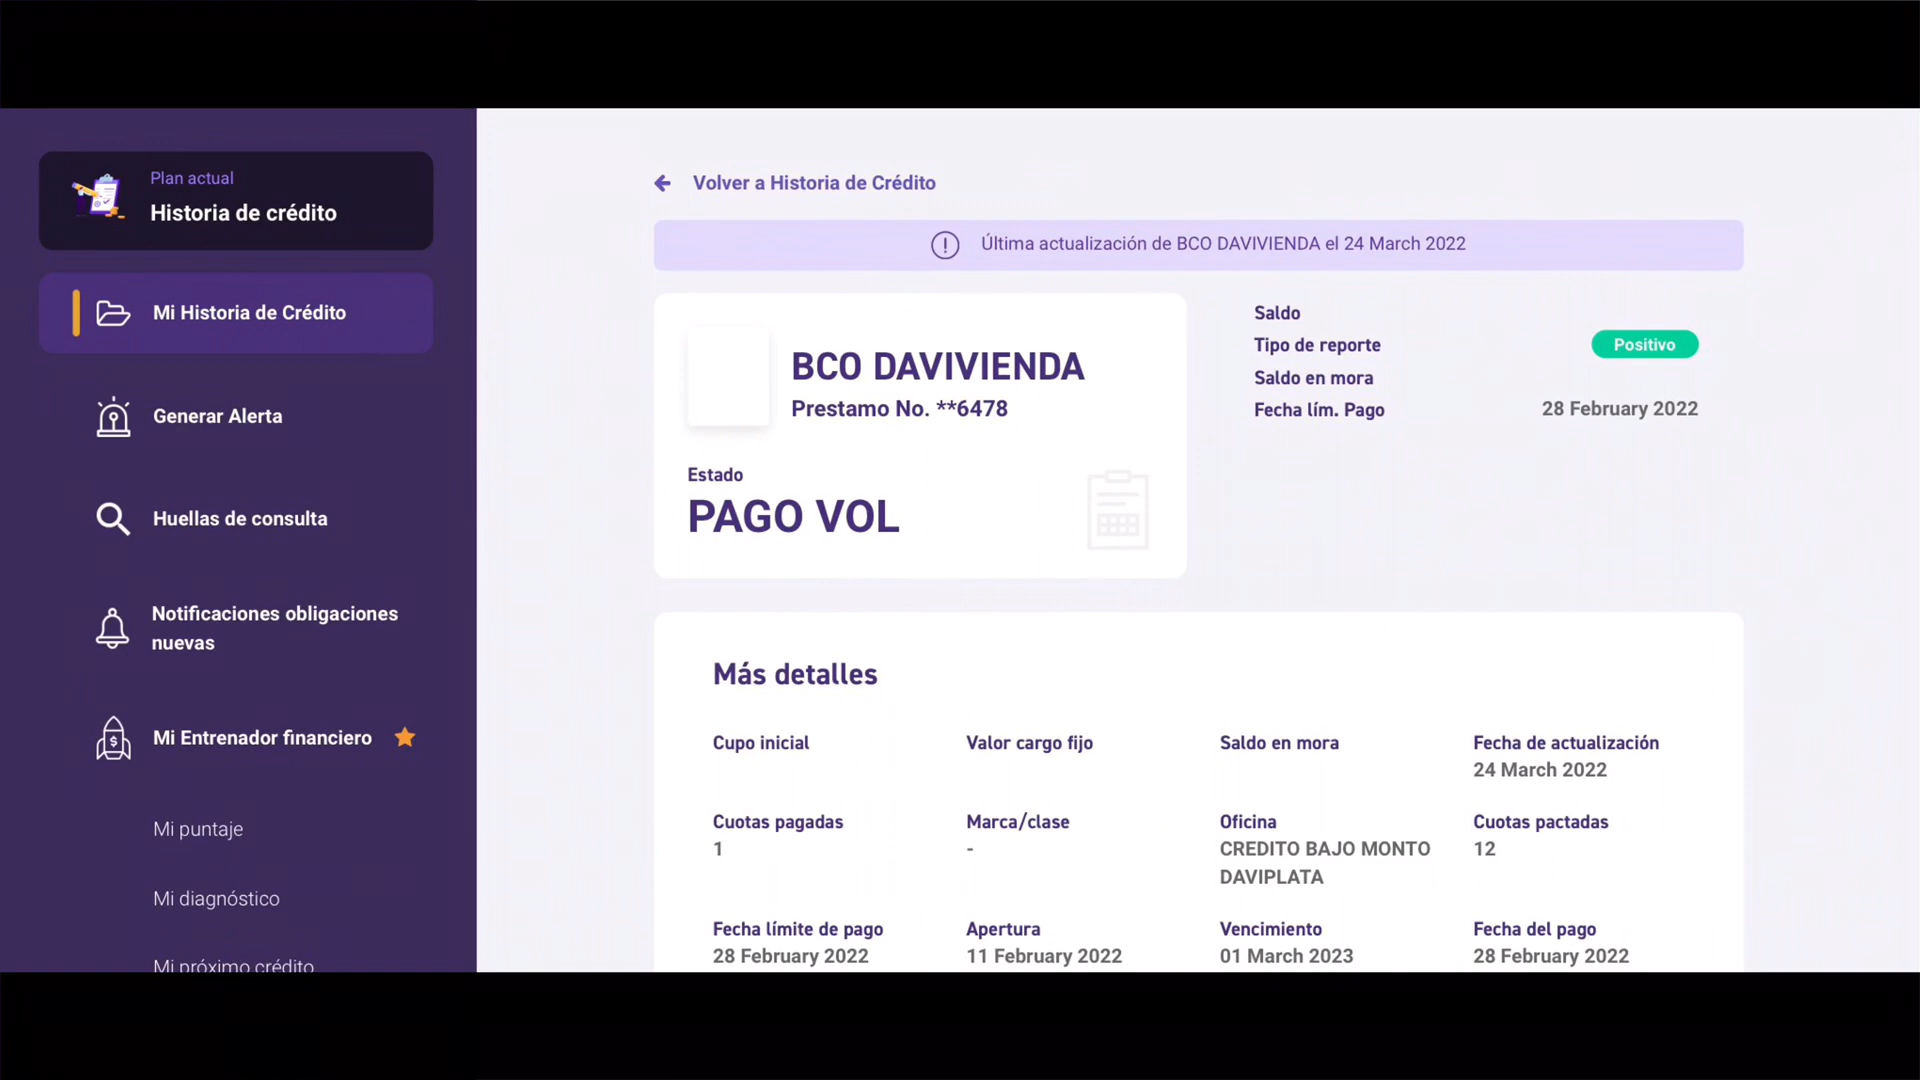 Plan actual
Historia de crédito
Mi Historia de Crédito
Generar Alerta
Huellas de consulta
Notificaciones obligaciones
nuevas
Mi Entrenador financiero
Mi puntaje
Mi diagnóstico
Mi próximo crédito
Volver a Historia de Crédito
Última actualización de BCO DAVIVIENDA el 24 March 2022
BCO DAVIVIENDA
Prestamo No. **6478
Estado
PAGO VOL
Saldo
Tipo de reporte Positivo
Saldo en mora
Fecha lím. Pago 28 February 2022
Más detalles
Cupo inicial Valor cargo fijo Saldo en mora Fecha de actualización
24 March 2022
Cuotas pagadas Marca/clase Oficina Cuotas pactadas
1 - CREDITO BAJO MONTO 12
DAVIPLATA
Fecha límite de pago Apertura Vencimiento Fecha del pago
28 February 2022 11 February 2022 01 March 2023 28 February 2022